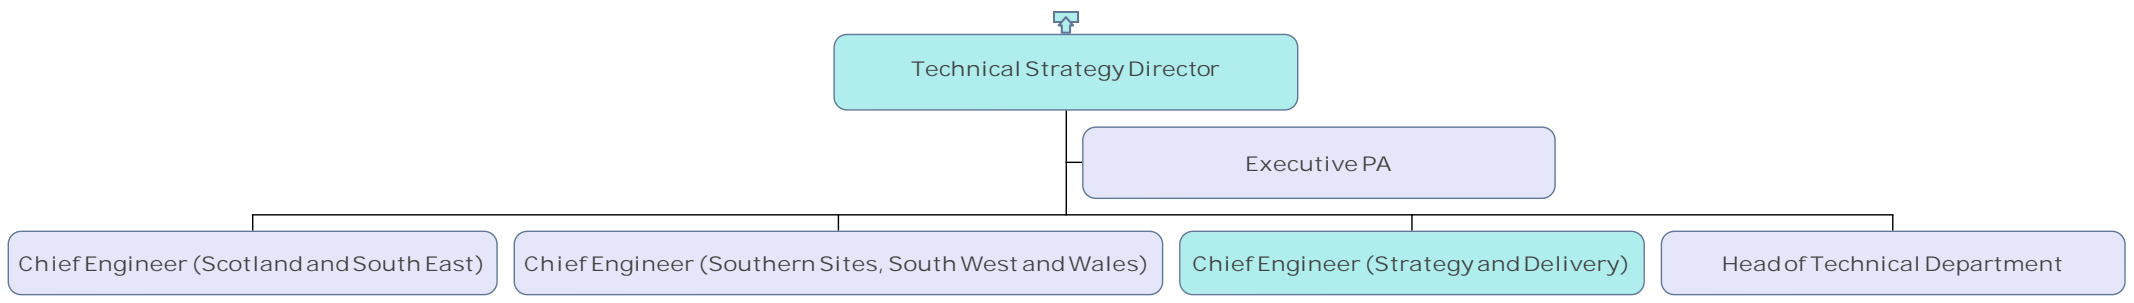 Technical Strategy Director
Executive PA
Chief Engineer (Scotland and South East)
Chief Engineer (Southern Sites, South West and Wales)
Chief Engineer (Strategy and Delivery)
Head of Technical Department